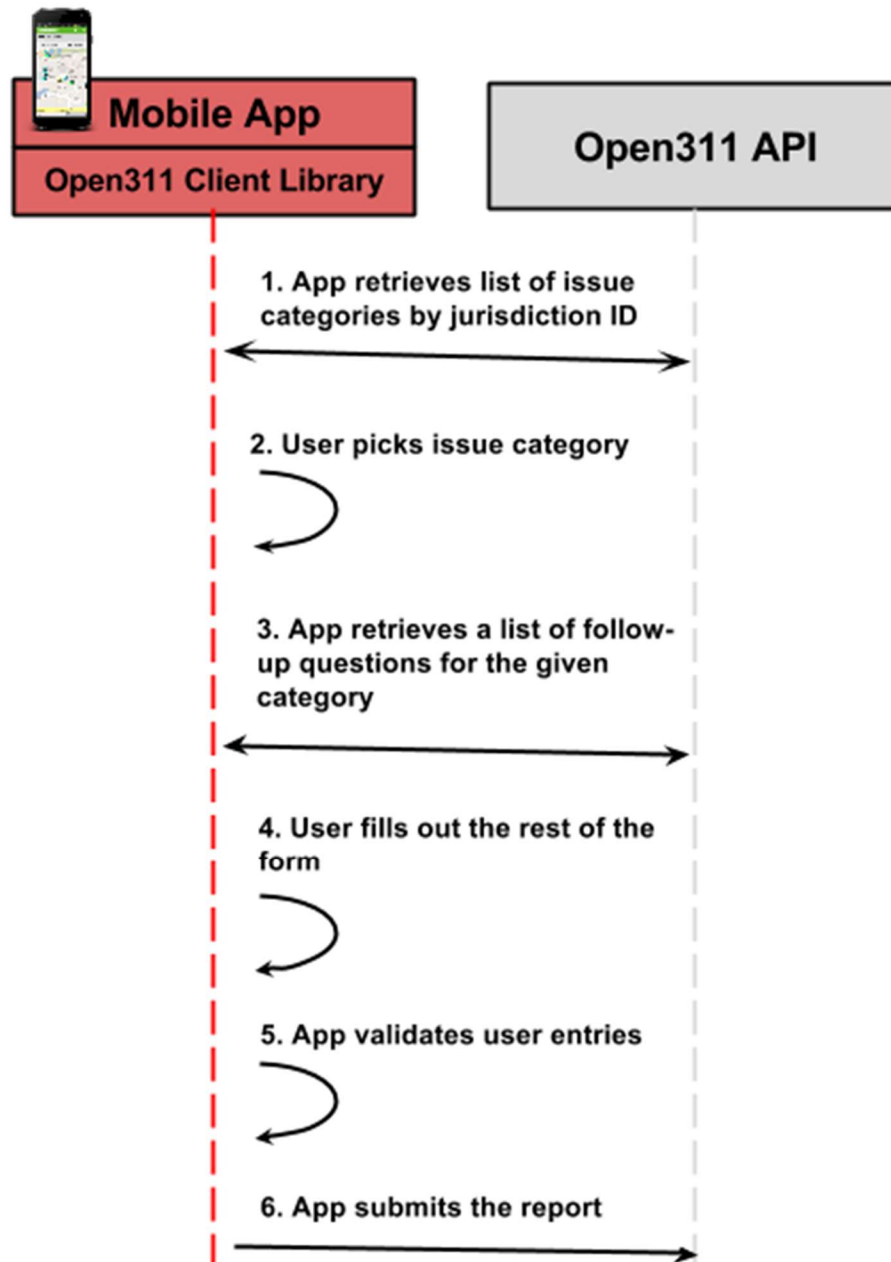 Mobile App
Open311 Client Library
Open311 API
1. App retrieves list of issue
categories by jurisdiction ID
2. User picks issue category
3. App retrieves a list of follow-
up questions for the given
category
4. User fills out the rest of the
form
5. App validates user entries
6. App submits the report